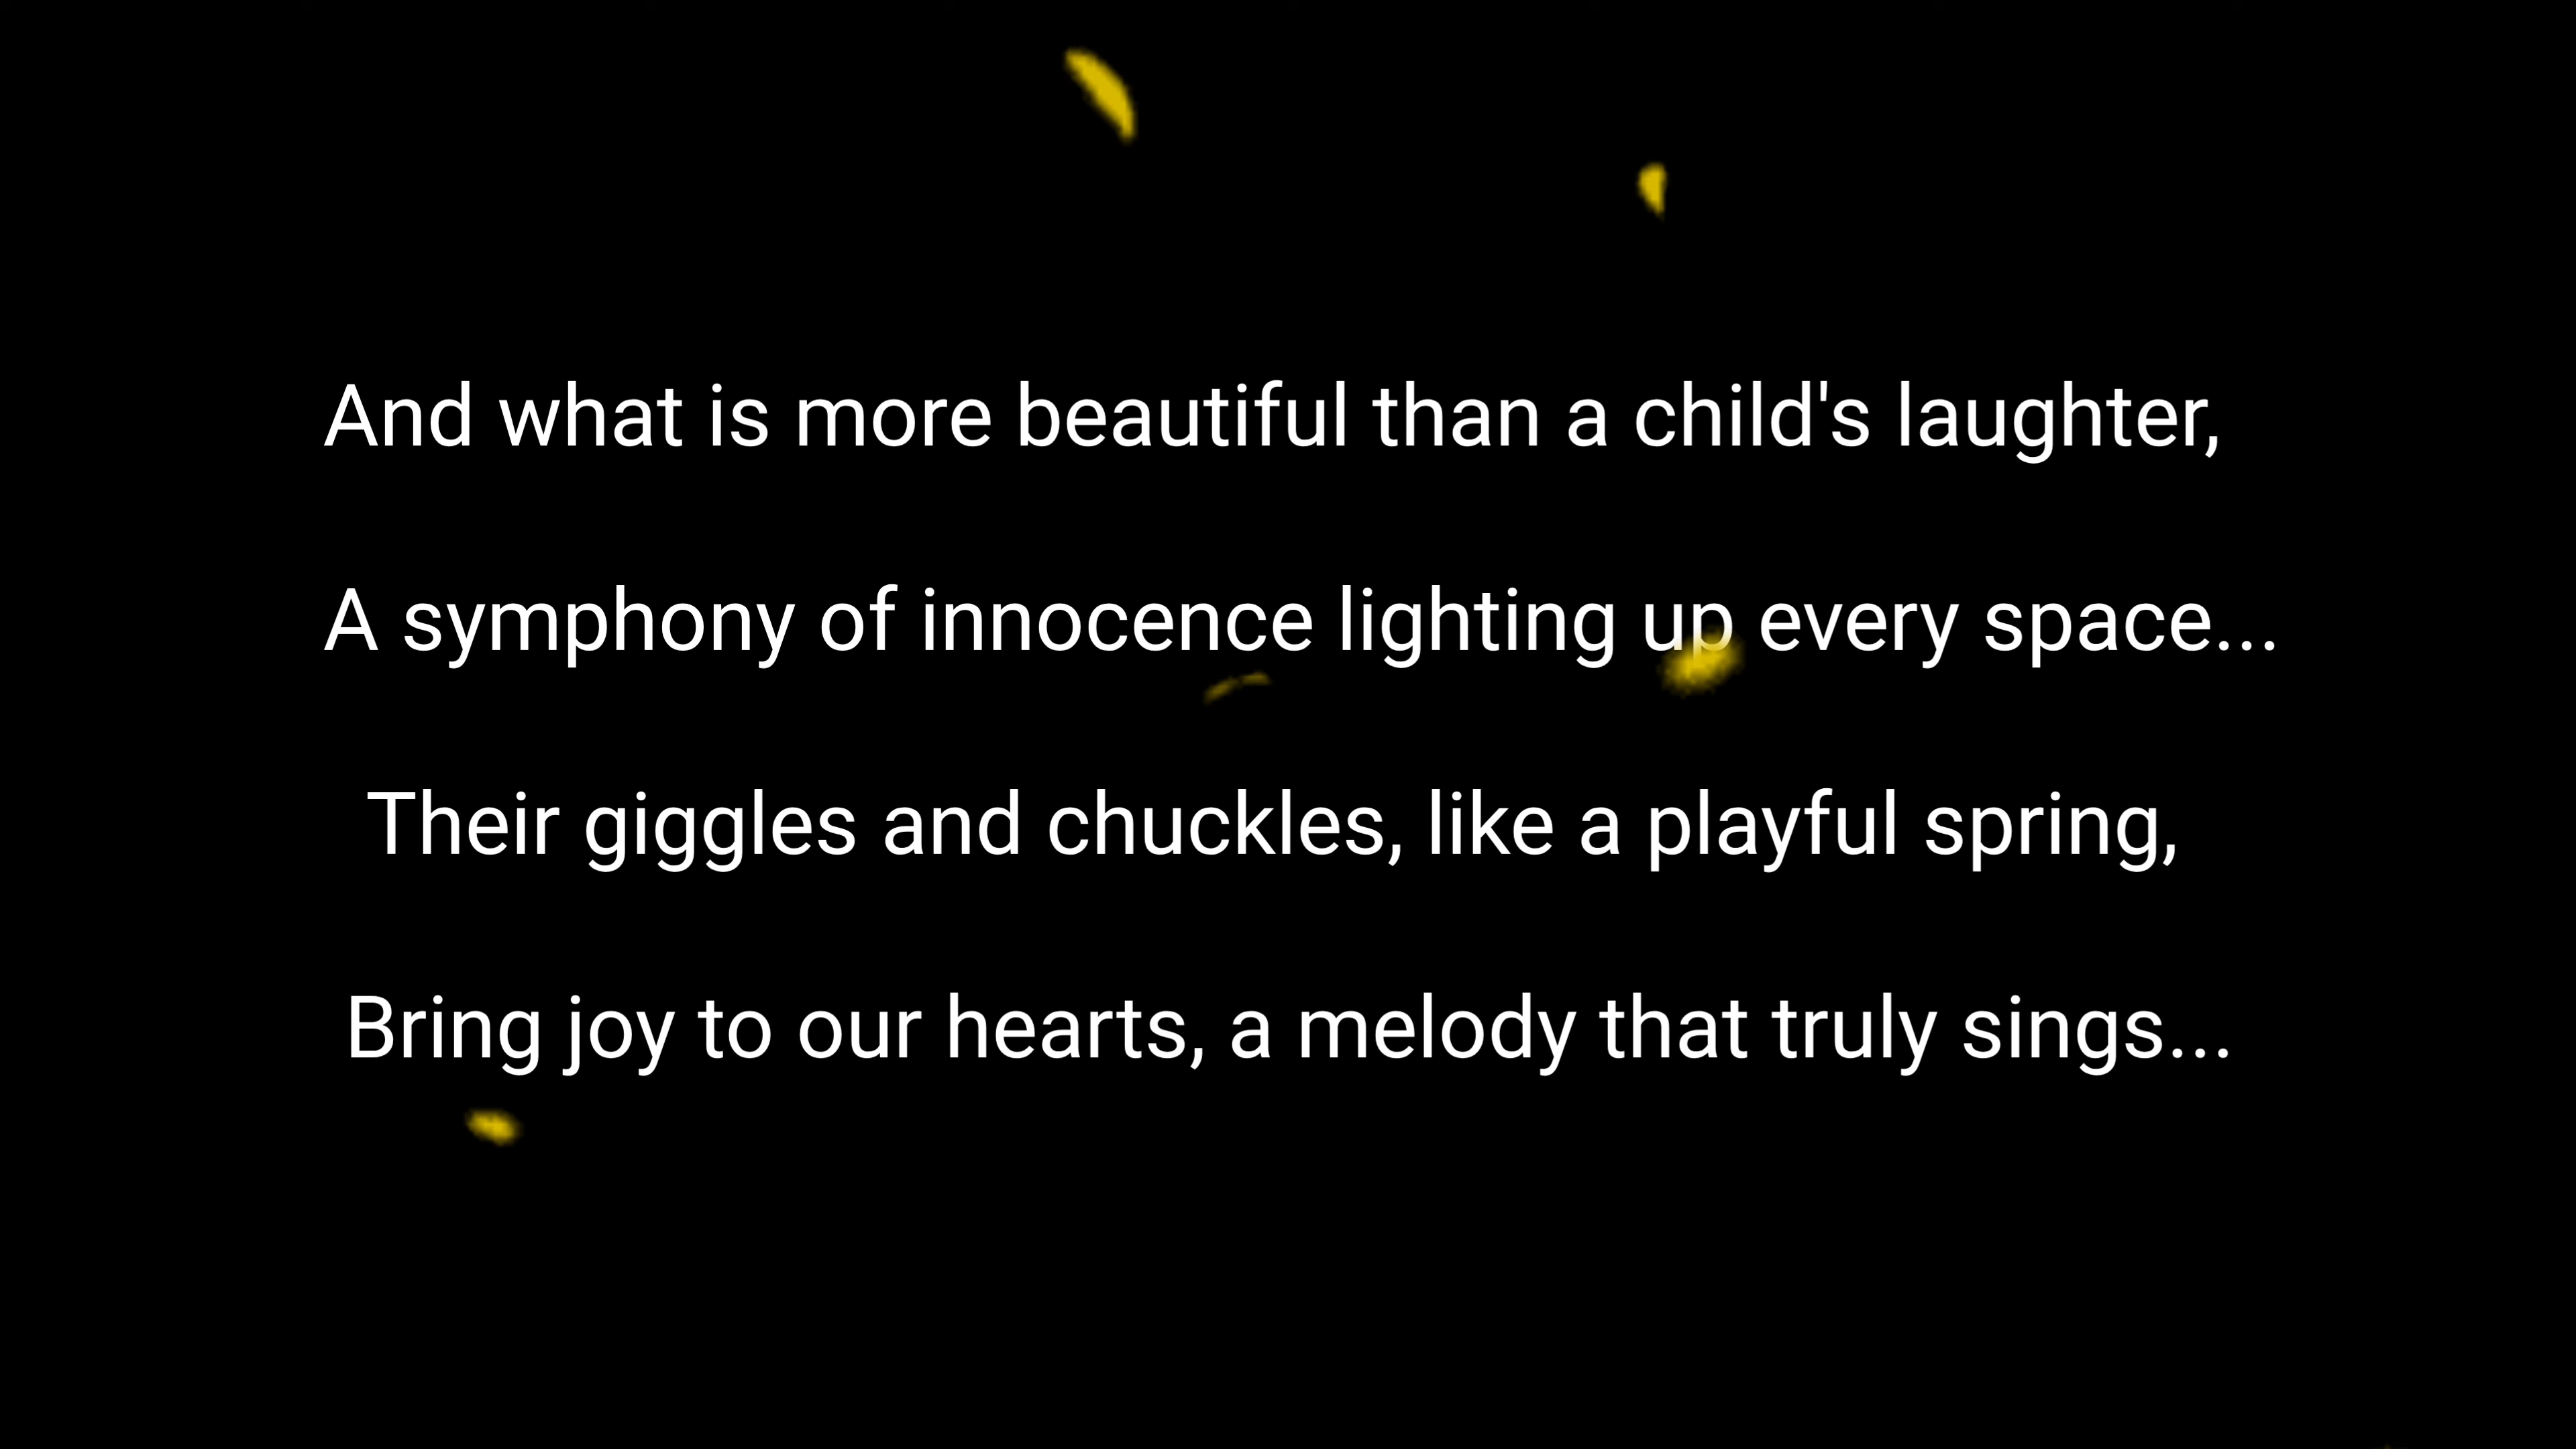 And what is more beautiful than a child's laughter,
A symphony of innocence lighting up every space...
Their giggles and chuckles, like a playful spring,
Bring joy to our hearts, a melody that truly sings...